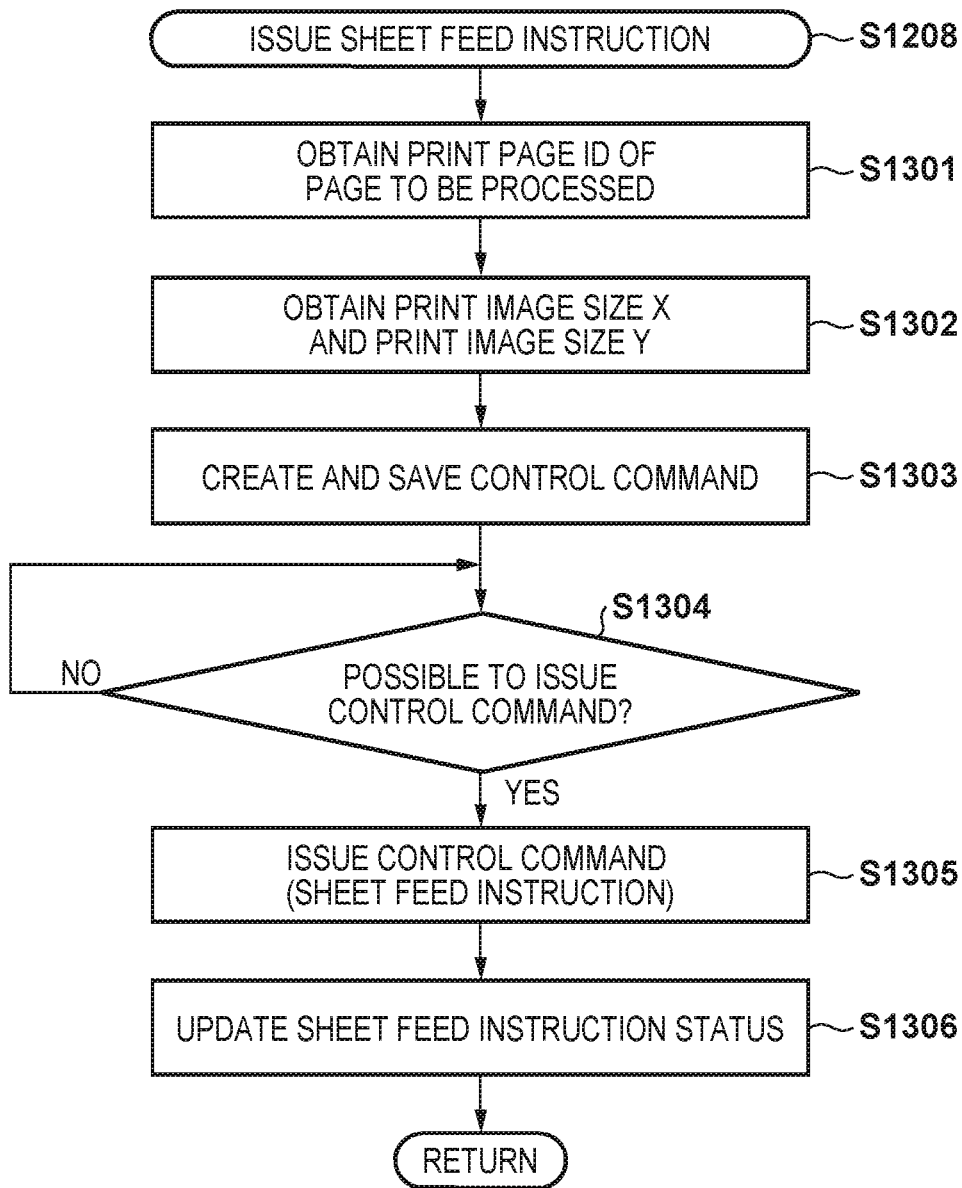 ISSUE SHEET FEED INSTRUCTION
S1208
OBTAIN PRINT PAGE ID OF
PAGE TO BE PROCESSED
S1301
OBTAIN PRINT IMAGE SIZE X
AND PRINT IMAGE SIZE Y
S1302
CREATE AND SAVE CONTROL COMMAND
S1303
S1304
NO
POSSIBLE TO ISSUE
CONTROL COMMAND?
YES
ISSUE CONTROL COMMAND
(SHEET FEED INSTRUCTION)
S1305
UPDATE SHEET FEED INSTRUCTION STATUS
S1306
RETURN